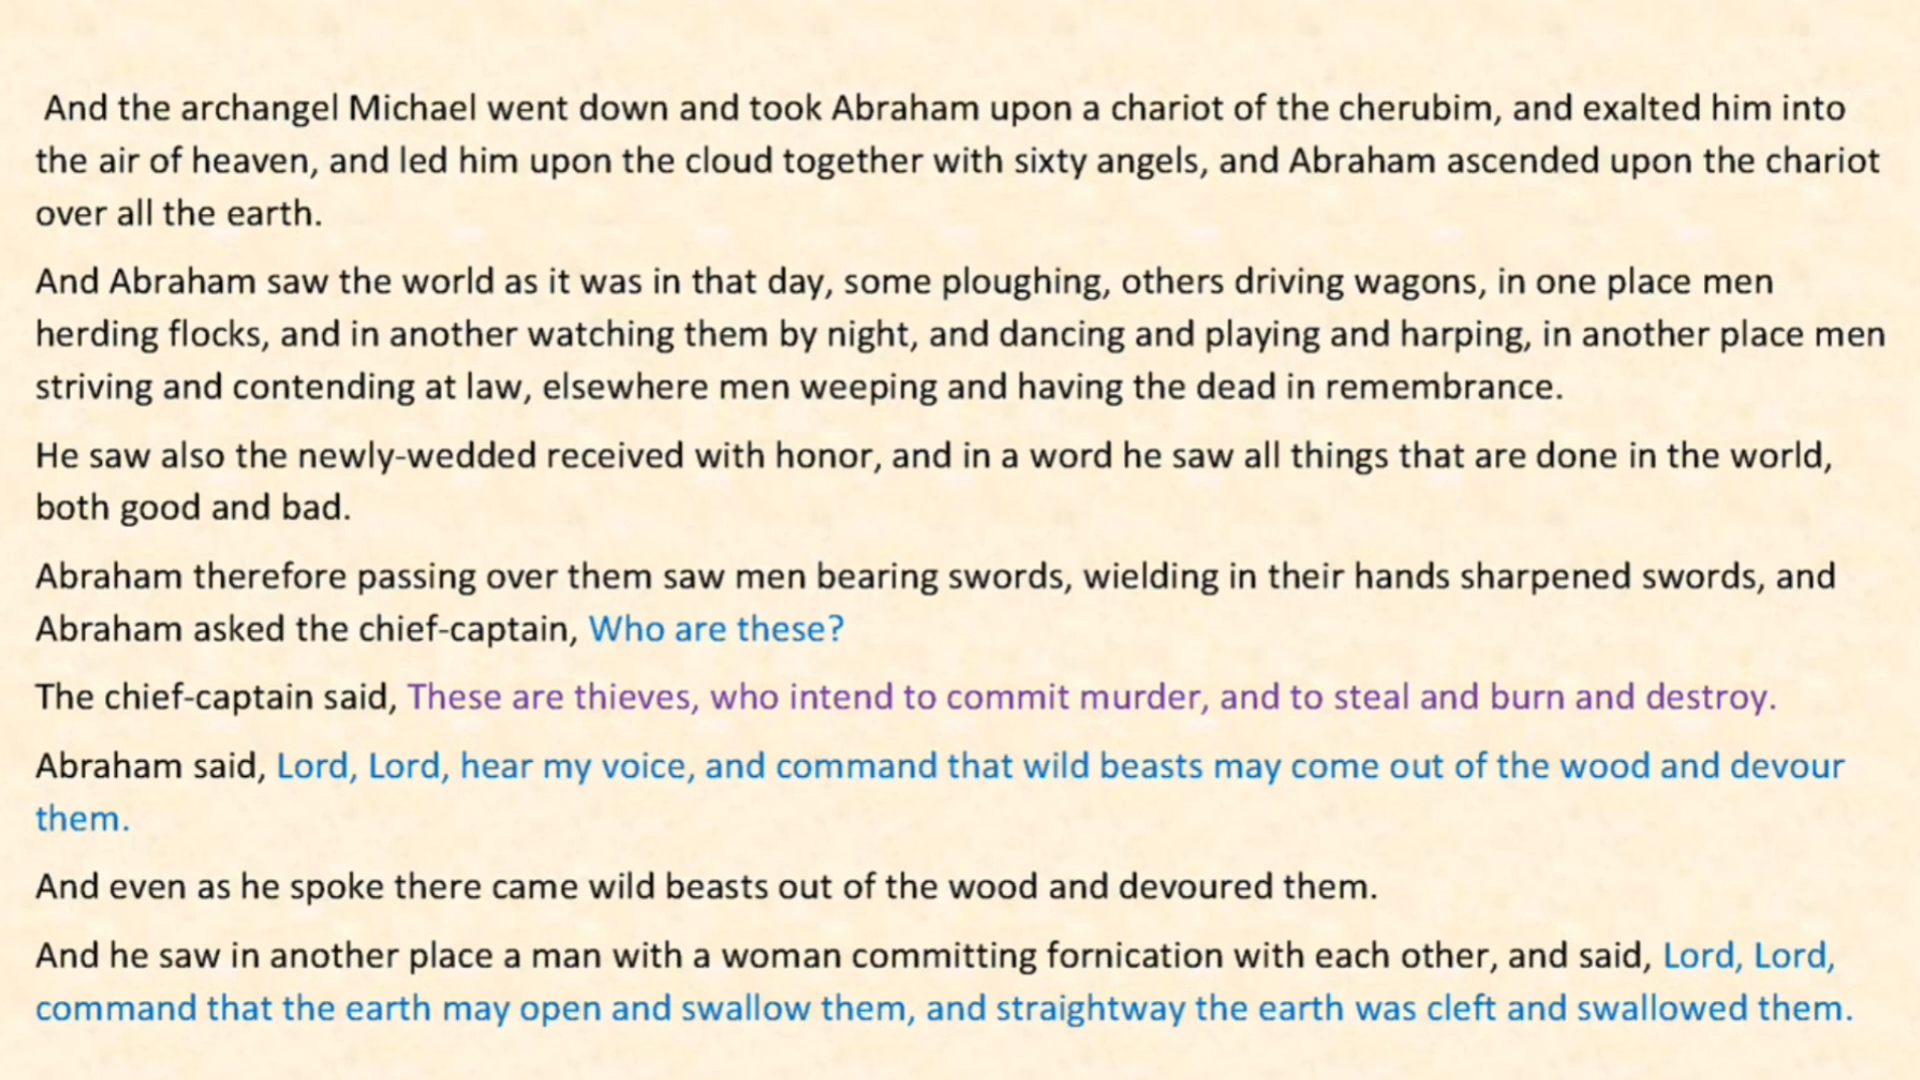 And the archangel Michael went down and took Abraham upon a chariot of the cherubim, and exalted him into
the air of heaven, and led him upon the cloud together with sixty angels, and Abraham ascended upon the chariot
over all the earth.
And Abraham saw the world as it was in that day, some ploughing, others driving wagons, in one place men
herding flocks, and in another watching them by night, and dancing and playing and harping, in another place men
striving and contending at law, elsewhere men weeping and having the dead in remembrance.
He saw also the newly-wedded received with honor, and in a word he saw all things that are done in the world,
both good and bad.
Abraham therefore passing over them saw men bearing swords, wielding in their hands sharpened swords, and
Abraham asked the chief-captain, Who are these?
The chief-captain said, These are thieves, who intend to commit murder, and to steal and burn and destroy.
Abraham said, Lord, Lord, hear my voice, and command that wild beasts may come out of the wood and devour
them.
And even as he spoke there came wild beasts out of the wood and devoured them.
And he saw in another place a man with a woman committing fornication with each other, and said, Lord, Lord,
command that the earth may open and swallow them, and straightway the earth was cleft and swallowed them.